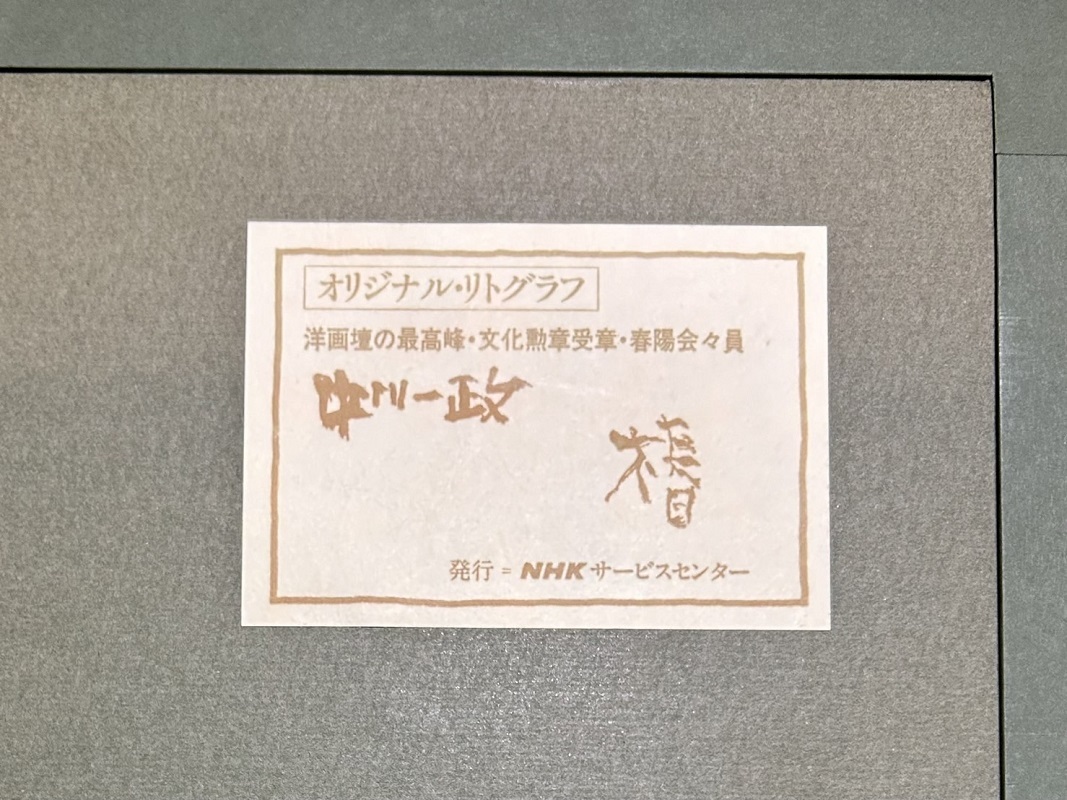 オリジナル・リトグラフ
洋画壇の最高峰・文化勲章受章・春陽会々員
中川一政
椿
発行＝NHKサービスセンター